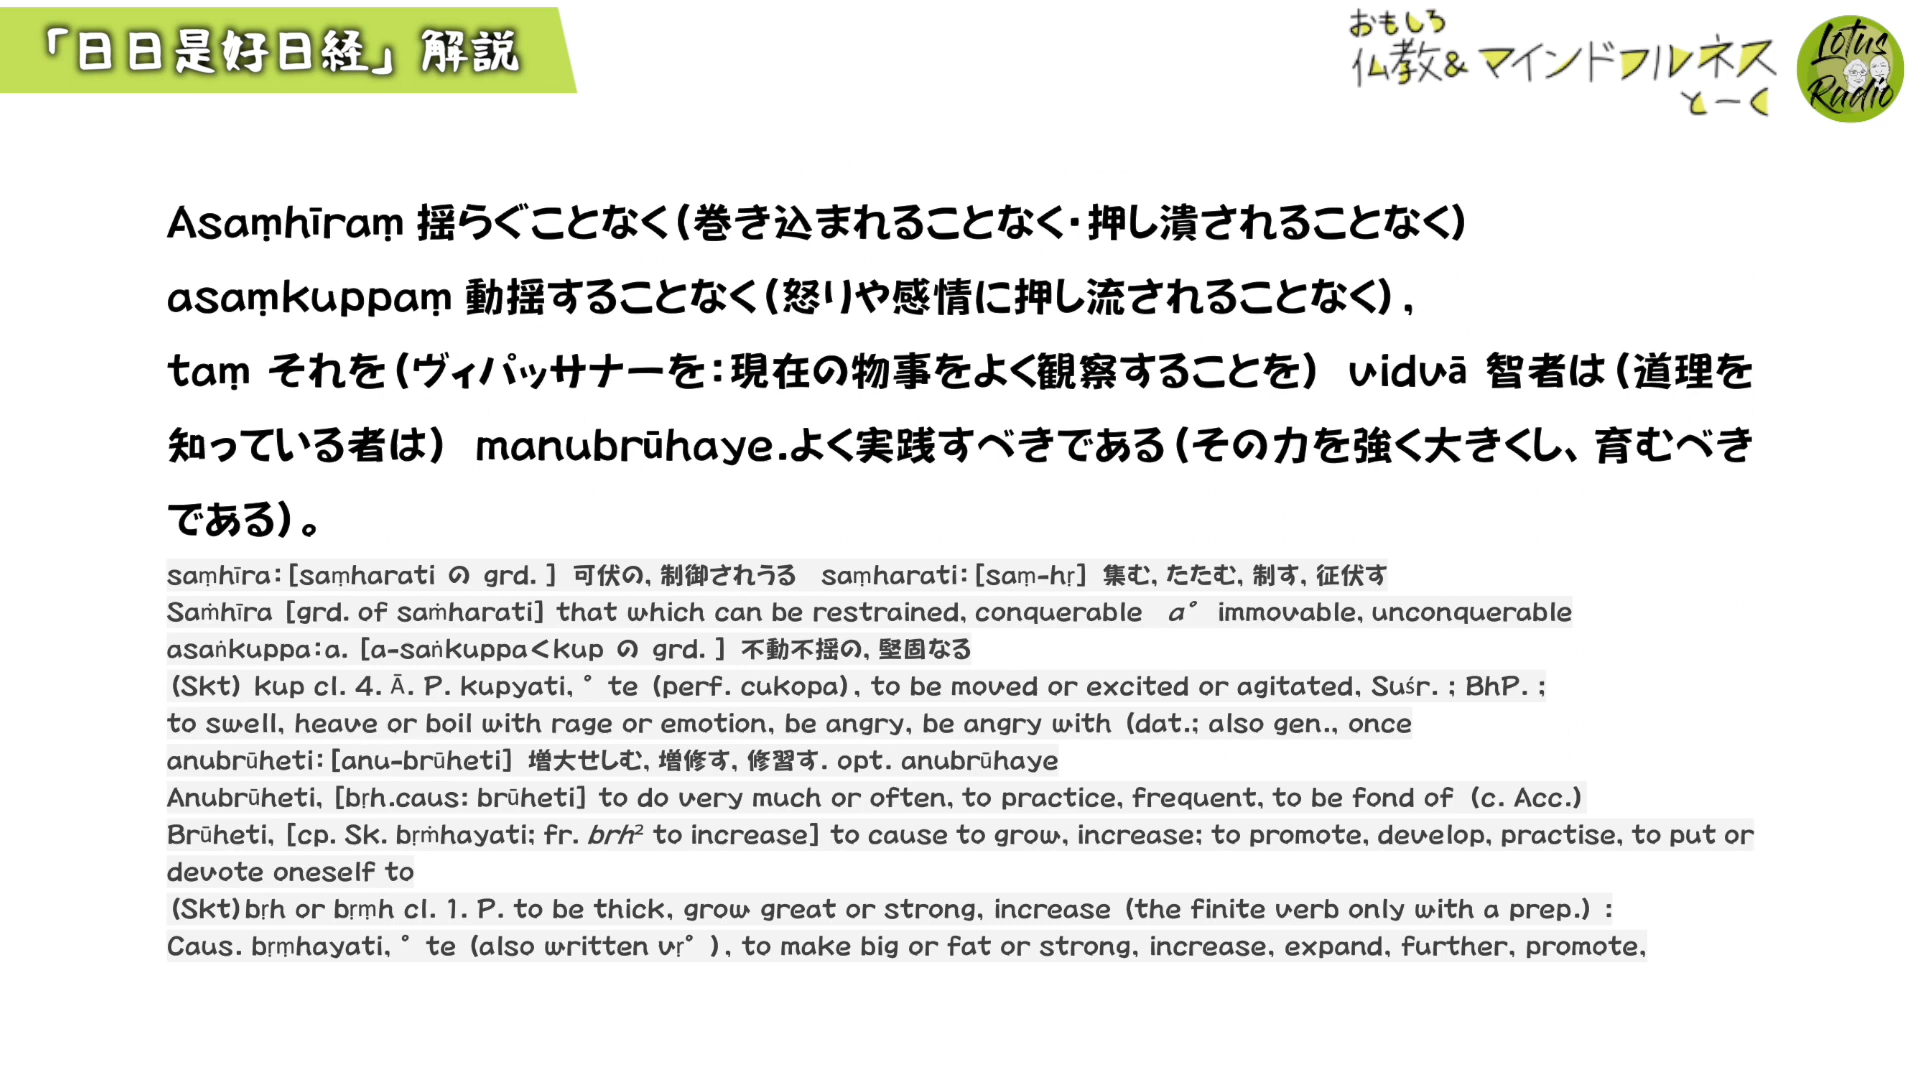 「日日是好日経」解説
おもしろ
仏教&マインドフルネス
とーく
Lotus
Radio
Asaṃhīraṃ 揺らぐことなく(巻き込まれることなく・押し潰されることなく)
asaṃkuppaṃ 動揺することなく(怒りや感情に押し流されることなく),
taṃ それを(ヴィパッサナーを:現在の物事をよく観察することを) vidvā 智者は(道理を
知っている者は) manubrūhaye.よく実践すべきである(その力を強く大きくし、育むべき
である)。
saṃhīra:[saṃharati の grd. ] 可伏の, 制御されうる saṃharati:[saṃ-hṛ] 集む, たたむ, 制す, 征伏す
Saṁhīra [grd. of saṁharati] that which can be restrained, conquerable a° immovable, unconquerable
asaṅkuppa:a. [a-saṅkuppa<kup の grd. ] 不動不揺の, 堅固なる
(Skt) kup cl. 4. Ā. P. kupyati, ° te (perf. cukopa), to be moved or excited or agitated, Suśr. ; BhP. ;
to swell, heave or boil with rage or emotion, be angry, be angry with (dat.; also gen., once
anubrūheti:[anu-brūheti] 増大せしむ, 増修す, 修習す. opt. anubrūhaye
Anubrūheti, [bṛh.caus: brūheti] to do very much or often, to practice, frequent, to be fond of (c. Acc.)
Brūheti, [cp. Sk. bṛṁhayati; fr. brh² to increase] to cause to grow, increase; to promote, develop, practise, to put or
devote oneself to
(Skt)bṛh or bṛṃh cl. 1. P. to be thick, grow great or strong, increase (the finite verb only with a prep.) :
Caus. bṛṃhayati, ° te (also written vṛ° ), to make big or fat or strong, increase, expand, further, promote,